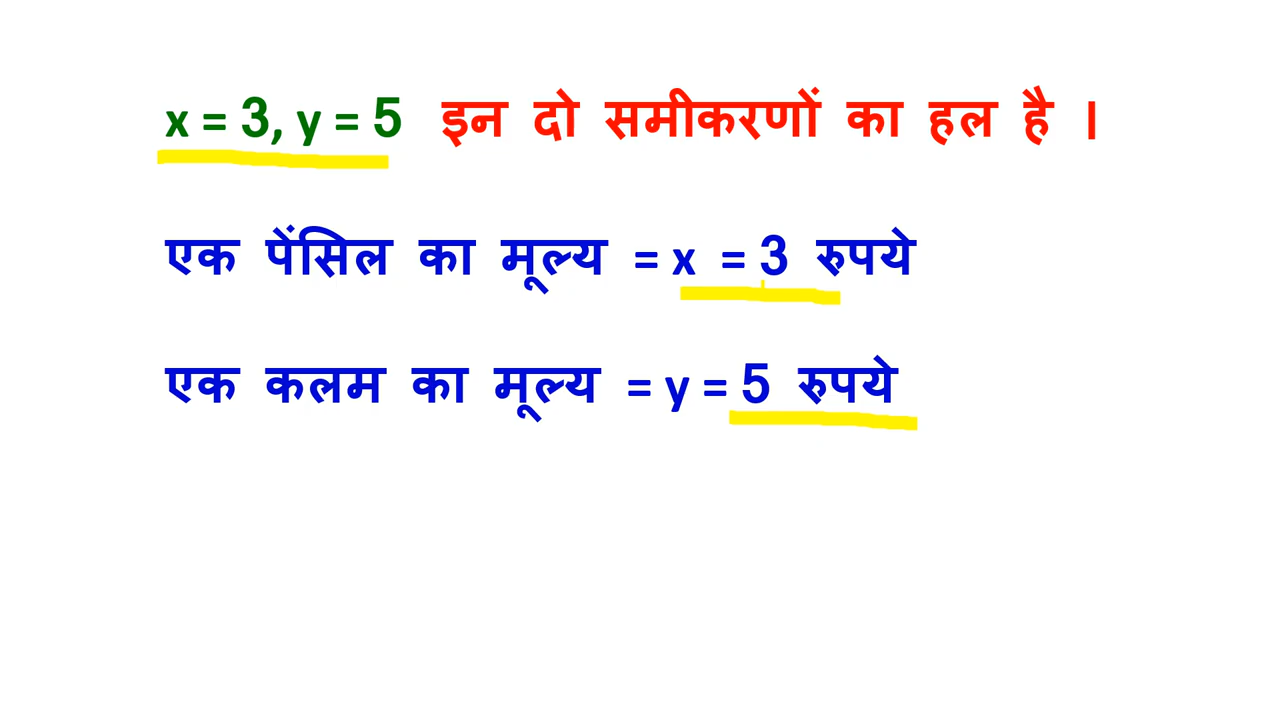 x = 3, y = 5 इन दो समीकरणों का हल है ।
एक पेंसिल का मूल्य = x = 3 रुपये
एक कलम का मूल्य = y = 5 रुपये